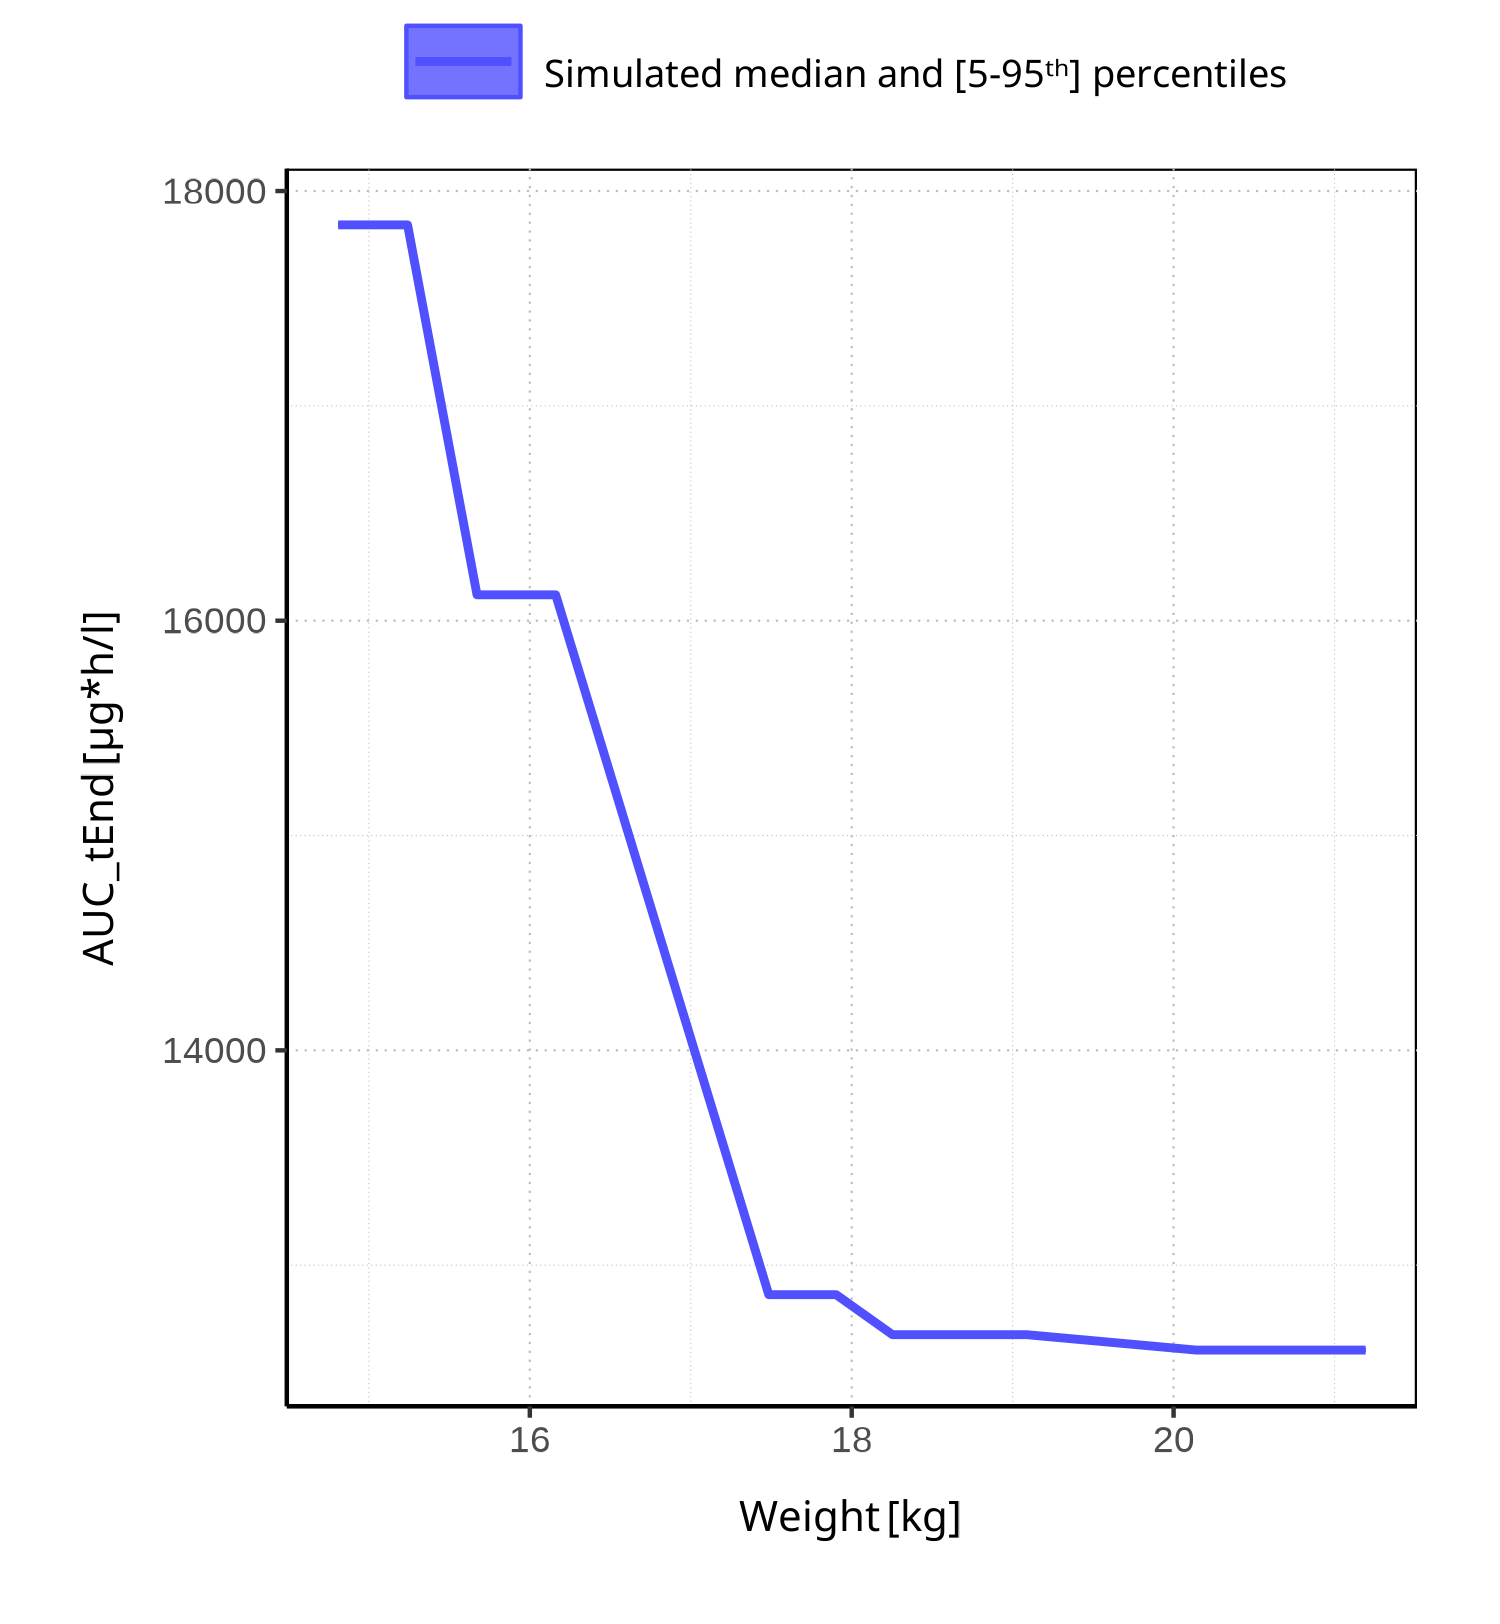 Simulated median and [5-95ᵗʰ] percentiles
18000
16000
14000
AUC_tEnd [µg*h/l]
16 18 20
Weight [kg]